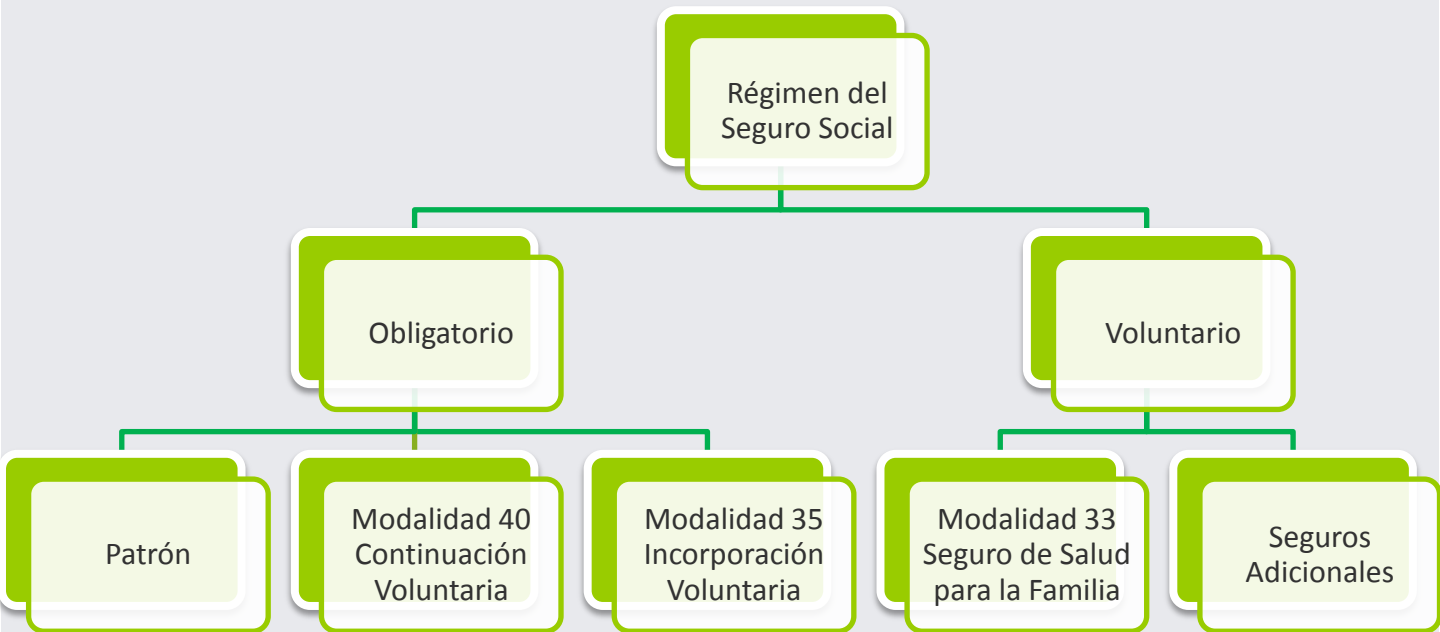 Régimen del
Seguro Social
Obligatorio
Voluntario
Patrón
Modalidad 40
Continuación
Voluntaria
Modalidad 35
Incorporación
Voluntaria
Modalidad 33
Seguro de Salud
para la Familia
Seguros
Adicionales